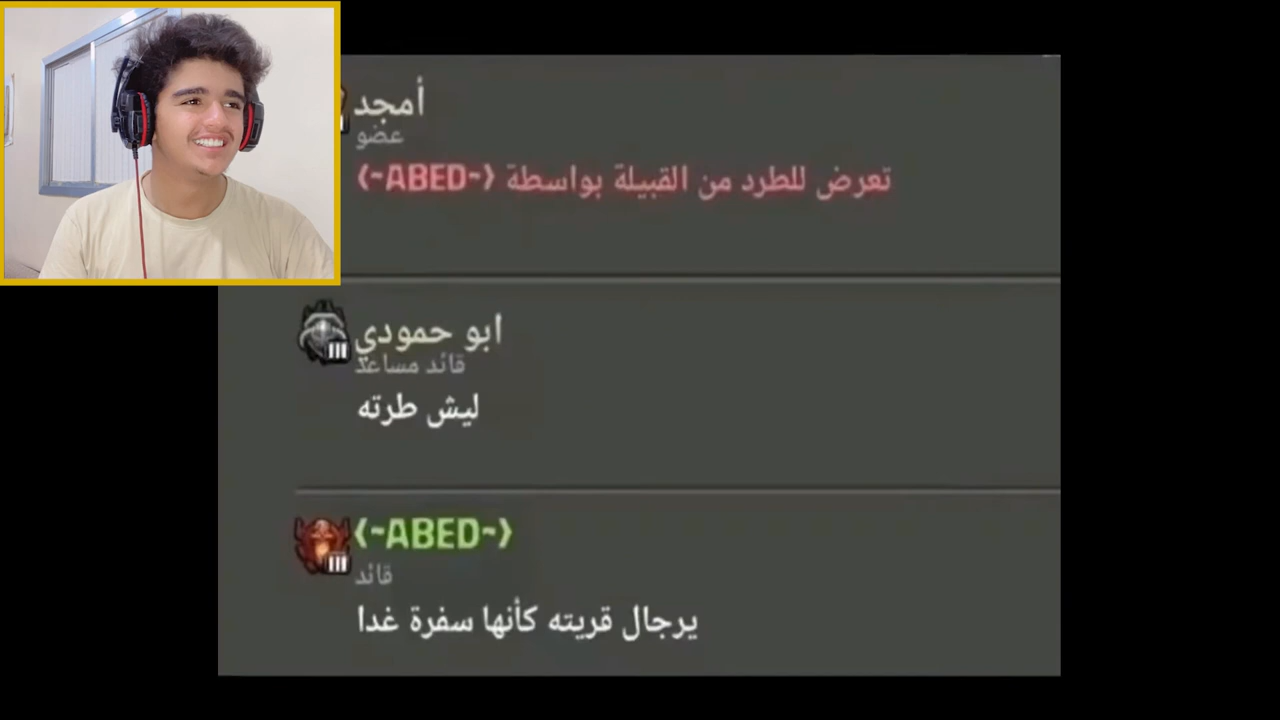 أمجد
عضو
تعرض للطرد من القبيلة بواسطة ❬~ABED~❭
ابو حمودي
قائد مساعد
ليش طرته
❬~ABED~❭
قائد
يرجال قريته كأنها سفرة غدا